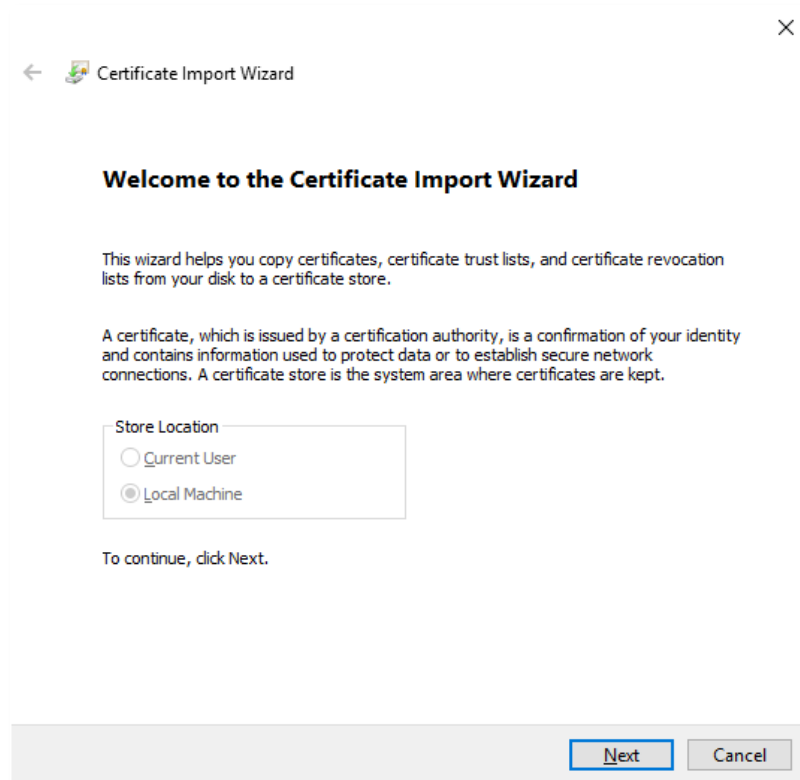 Certificate Import Wizard
Welcome to the Certificate Import Wizard
This wizard helps you copy certificates, certificate trust lists, and certificate revocation
lists from your disk to a certificate store.
A certificate, which is issued by a certification authority, is a confirmation of your identity
and contains information used to protect data or to establish secure network
connections. A certificate store is the system area where certificates are kept.
Store Location
Current User
Local Machine
To continue, click Next.
Next
Cancel